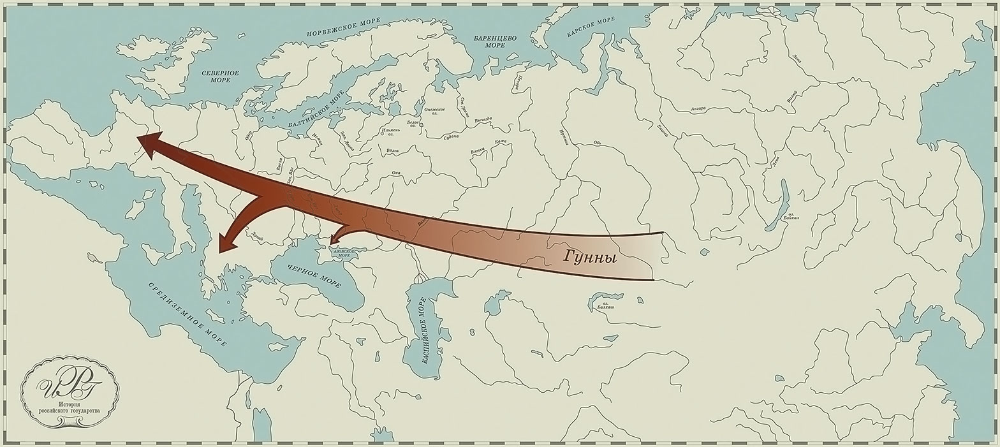 НОРВЕЖСКОЕ МОРЕ
БАРЕНЦЕВО
МОРЕ
КАРСКОЕ МОРЕ
СЕВЕРНОЕ
МОРЕ
БАЛТИЙСКОЕ МОРЕ
Печора
Лена
Вилюй
Ангара
Енисей
Лена
Онежское
оз.
Белое
оз.
Ильмень
оз.
Сев. Двина
Вычегда
Сухона
Кама
Вятка
Волга
Ока
Иртыш
Обь
Одер
Неман
Зап. Двина
Висла
Зап. Буг
Дунай
оз.
Байкал
Гунны
АЗОВСКОЕ
МОРЕ
ЧЕРНОЕ МОРЕ
СРЕДИЗЕМНОЕ МОРЕ
КАСПИЙСКОЕ МОРЕ
оз.
Балхаш
ИРГ
История
российского государства